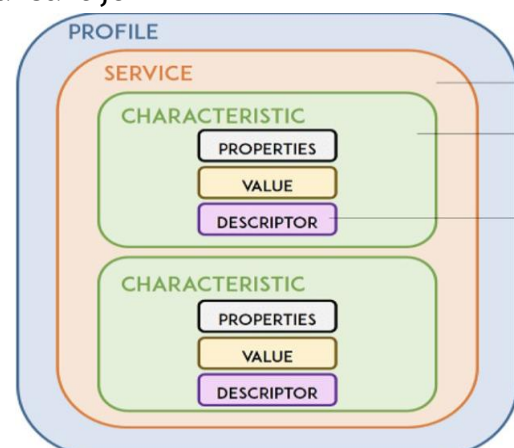 PROFILE
SERVICE
CHARACTERISTIC
PROPERTIES
VALUE
DESCRIPTOR
CHARACTERISTIC
PROPERTIES
VALUE
DESCRIPTOR